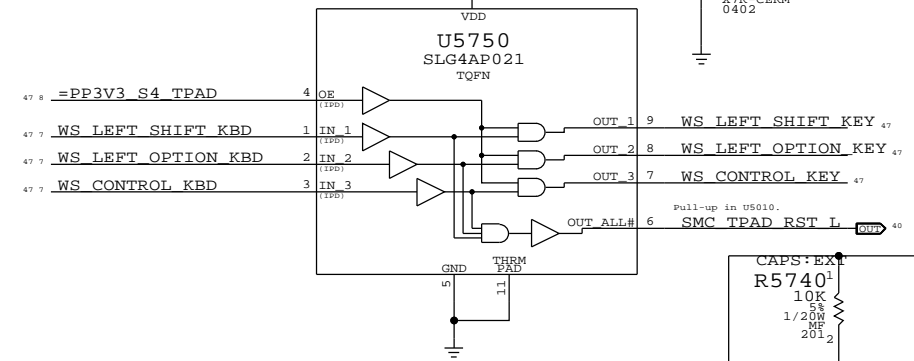 X7R-CERM
0402
VDD
U5750
SLG4AP021
TQFN
47 8 =PP3V3_S4_TPAD 4 OE
(IPD)
47 7 WS_LEFT_SHIFT_KBD 1 IN_1
(IPD)
47 7 WS_LEFT_OPTION_KBD 2 IN_2
(IPD)
47 7 WS_CONTROL_KBD 3 IN_3
(IPD)
OUT_1 9 WS_LEFT_SHIFT_KEY 47
OUT_2 8 WS_LEFT_OPTION_KEY 47
OUT_3 7 WS_CONTROL_KEY 47
Pull-up in U5010.
OUT_ALL# 6 SMC_TPAD_RST_L OUT 40
GND THRM
PAD
5 11
CAPS:EXT
R5740 1
10K
5%
1/20W
MF
201 2